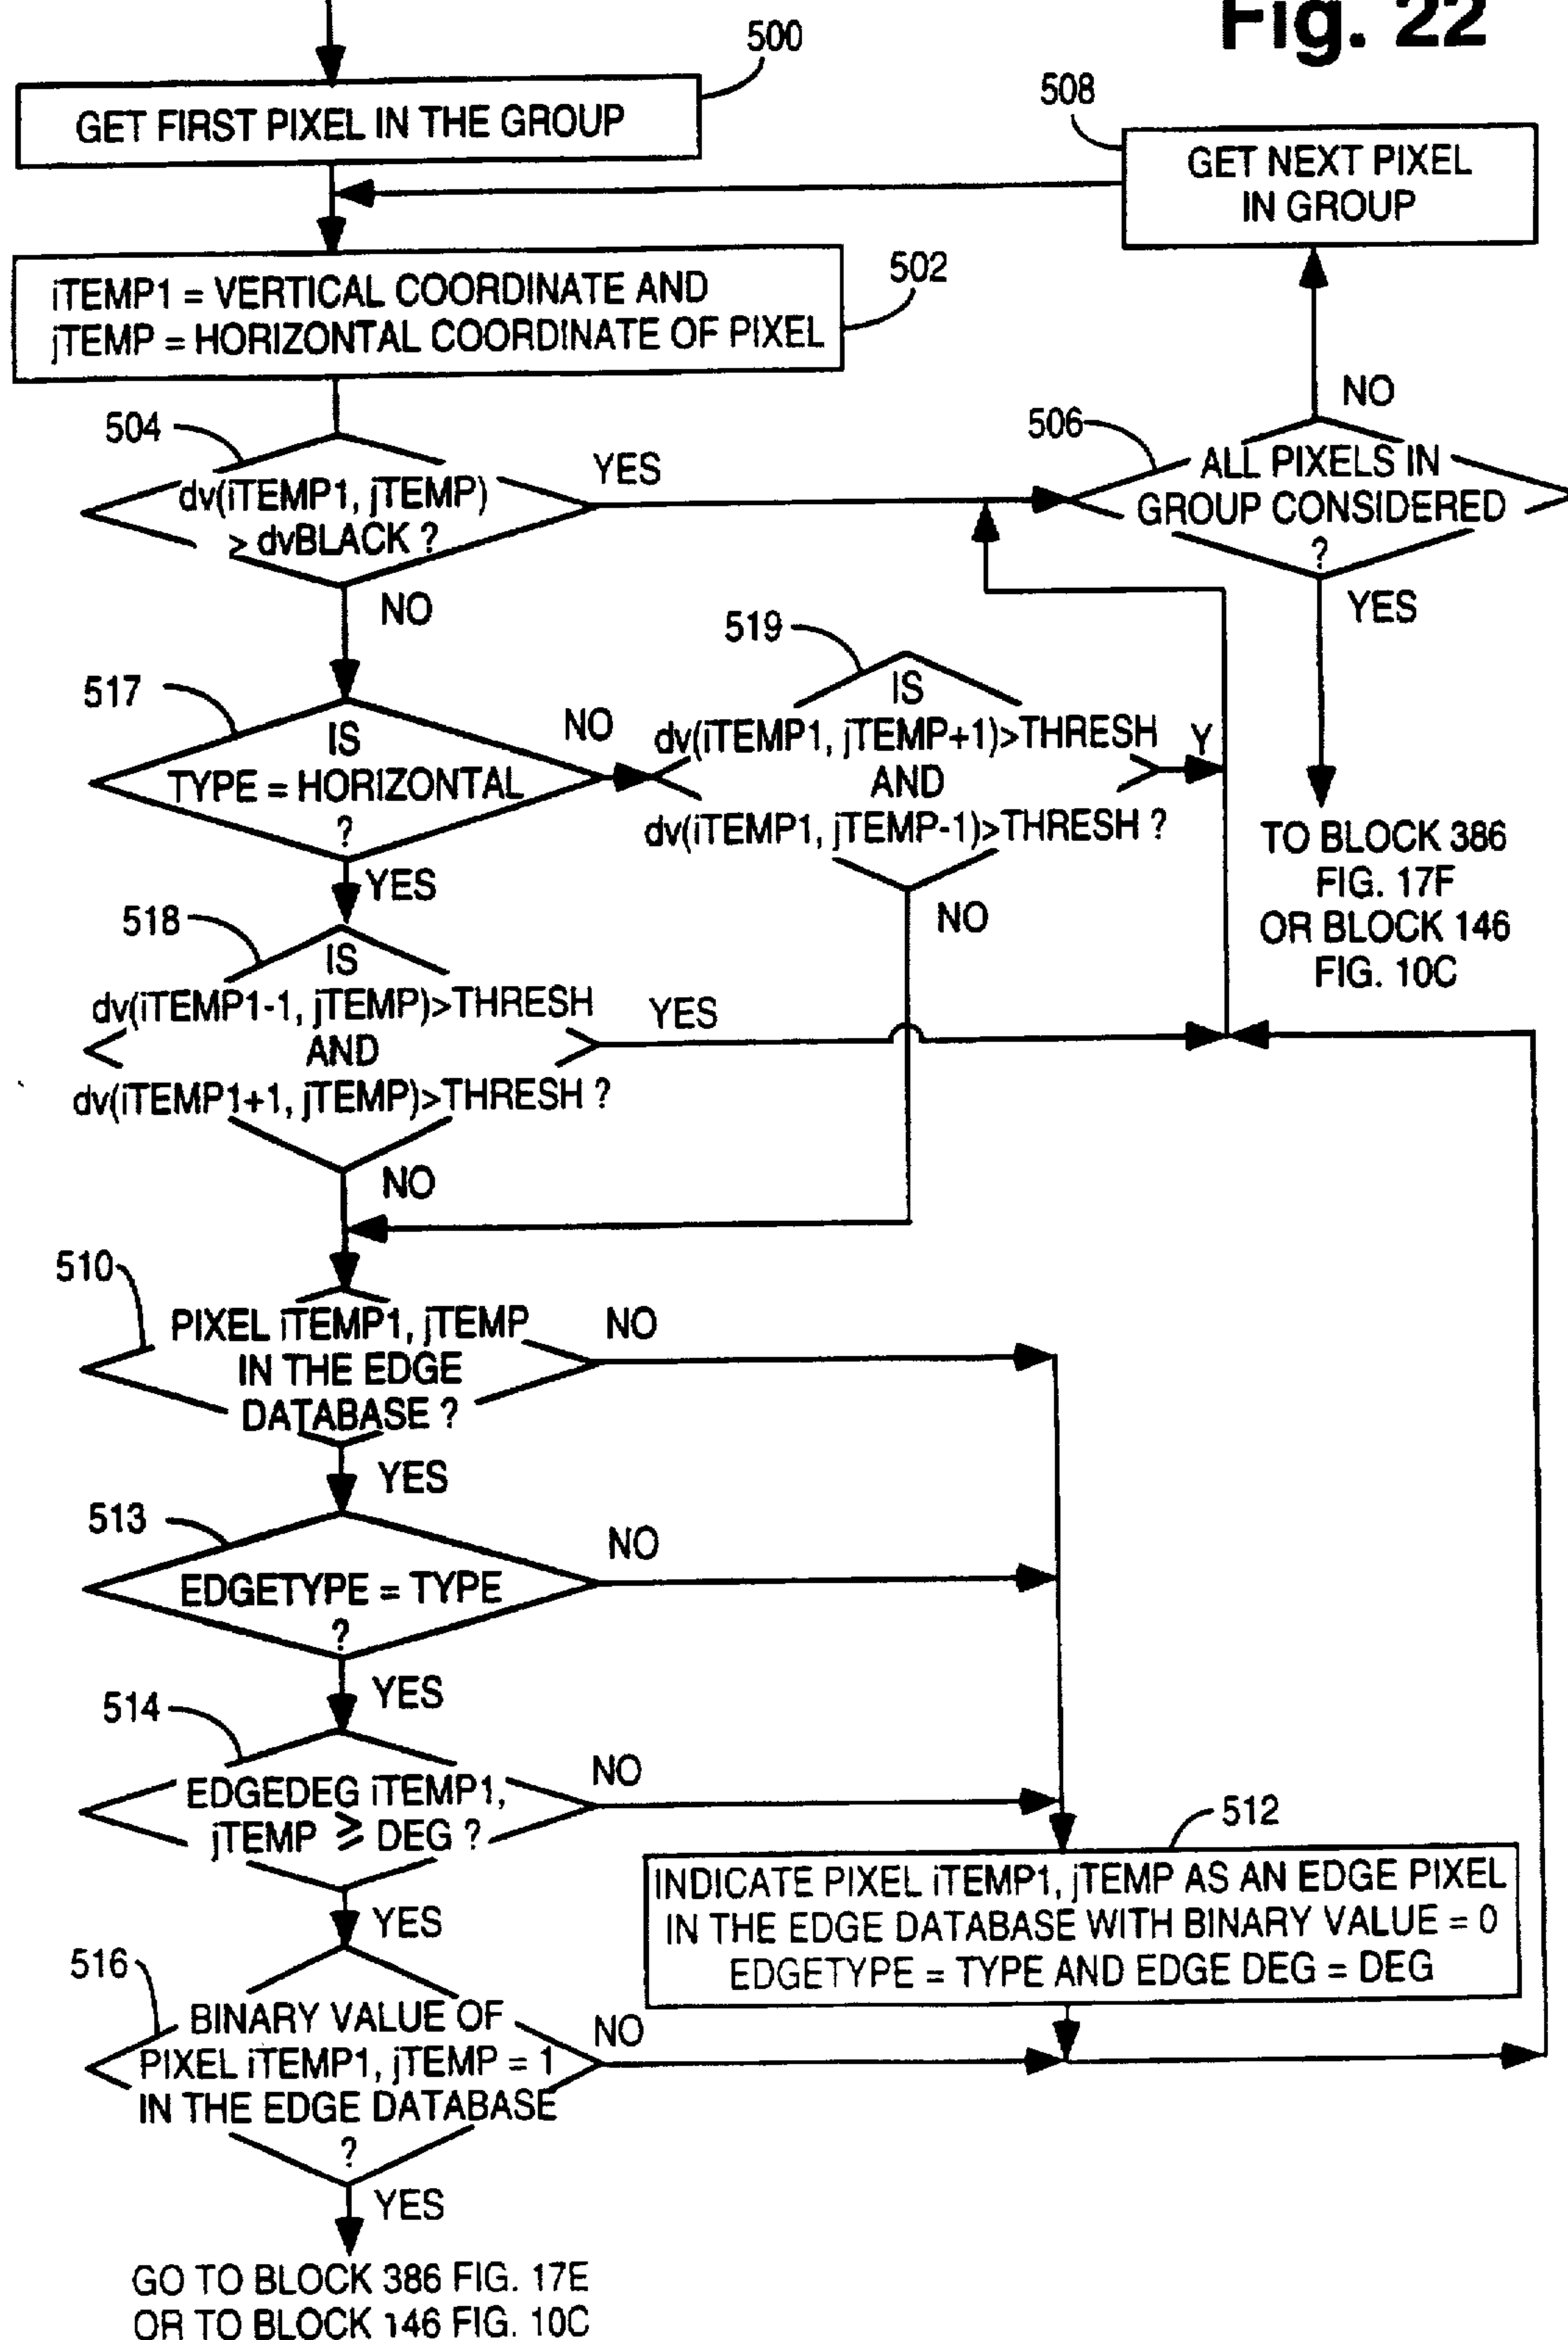 Fig. 22
500
GET FIRST PIXEL IN THE GROUP
508
GET NEXT PIXEL
IN GROUP
502
iTEMP1 = VERTICAL COORDINATE AND
jTEMP = HORIZONTAL COORDINATE OF PIXEL
504
dv(iTEMP1, jTEMP)
> dvBLACK ?
YES
NO
506
ALL PIXELS IN
GROUP CONSIDERED
?
NO
YES
TO BLOCK 386
FIG. 17F
OR BLOCK 146
FIG. 10C
517
IS
TYPE = HORIZONTAL
?
NO
YES
519
IS
dv(iTEMP1, jTEMP+1)>THRESH
AND
dv(iTEMP1, jTEMP-1)>THRESH ?
Y
NO
518
IS
dv(iTEMP1-1, jTEMP)>THRESH
AND
dv(iTEMP1+1, jTEMP)>THRESH ?
YES
NO
510
PIXEL iTEMP1, jTEMP
IN THE EDGE
DATABASE ?
NO
YES
513
EDGETYPE = TYPE
?
NO
YES
514
EDGEDEG iTEMP1,
jTEMP ≥ DEG ?
NO
YES
512
INDICATE PIXEL iTEMP1, jTEMP AS AN EDGE PIXEL
IN THE EDGE DATABASE WITH BINARY VALUE = 0
EDGETYPE = TYPE AND EDGE DEG = DEG
516
BINARY VALUE OF
PIXEL iTEMP1, jTEMP = 1
IN THE EDGE DATABASE
?
NO
YES
GO TO BLOCK 386 FIG. 17E
OR TO BLOCK 146 FIG. 10C